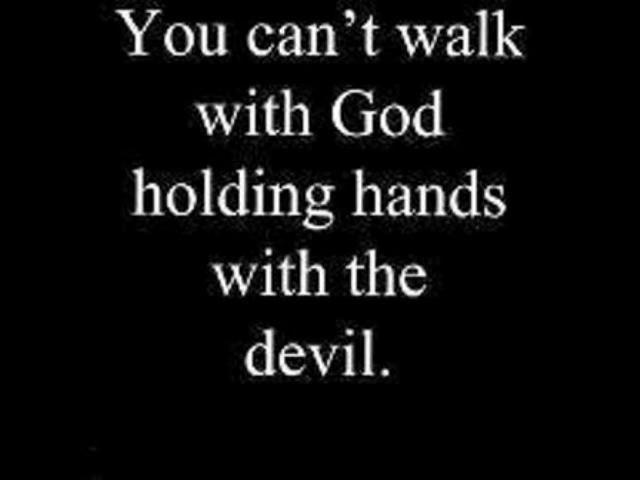 You can’t walk
with God
holding hands
with the
devil.